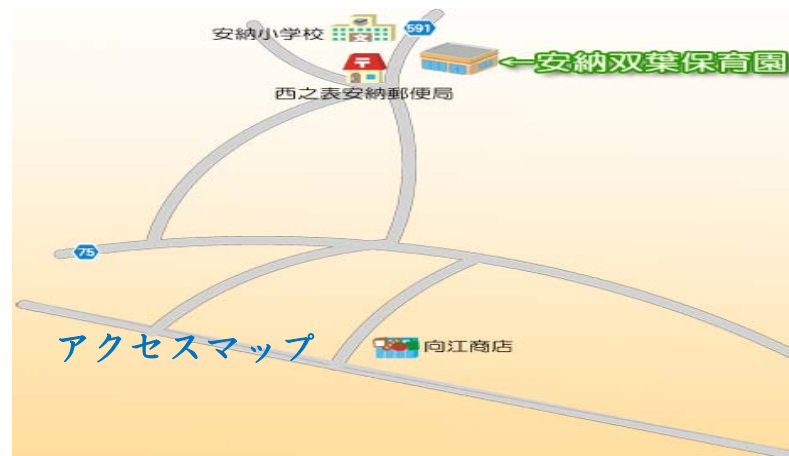 安納小学校
文
591
←安納双葉保育園
〒
西之表安納郵便局
75
アクセスマップ
向江商店